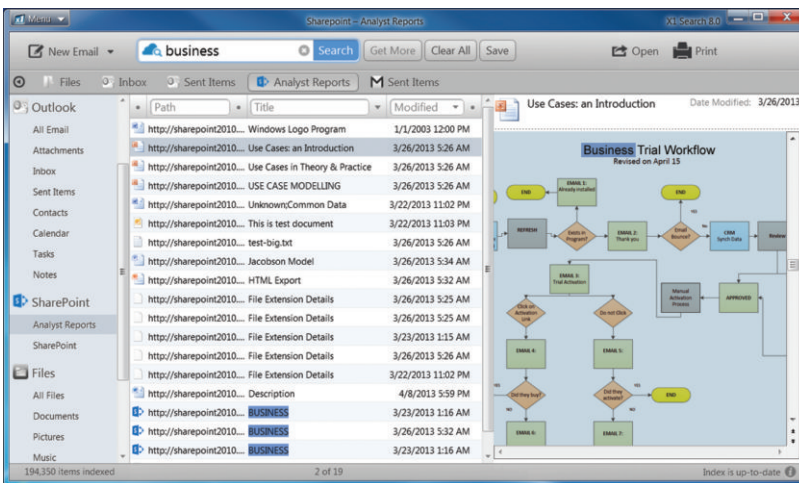 Menu
Sharepoint – Analyst Reports
X1 Search 8.0
New Email
business
Search
Get More
Clear All
Save
Open
Print
Files
Inbox
Sent Items
Analyst Reports
Sent Items
Outlook
All Email
Attachments
Inbox
Sent Items
Contacts
Calendar
Tasks
Notes
SharePoint
Analyst Reports
SharePoint
Files
All Files
Documents
Pictures
Music
Path Title Modified
http://sharepoint2010.... Windows Logo Program 1/1/2003 12:00 PM
http://sharepoint2010.... Use Cases: an Introduction 3/26/2013 5:26 AM
http://sharepoint2010.... Use Cases in Theory & Practice 3/26/2013 5:26 AM
http://sharepoint2010.... USE CASE MODELLING 3/26/2013 5:26 AM
http://sharepoint2010.... Unknown;Common Data 3/22/2013 11:02 PM
http://sharepoint2010.... This is test document 3/22/2013 11:03 PM
http://sharepoint2010.... test-big.txt 3/26/2013 5:26 AM
http://sharepoint2010.... Jacobson Model 3/26/2013 5:34 AM
http://sharepoint2010.... HTML Export 3/26/2013 5:32 AM
http://sharepoint2010.... File Extension Details 3/26/2013 5:25 AM
http://sharepoint2010.... File Extension Details 3/26/2013 5:25 AM
http://sharepoint2010.... File Extension Details 3/23/2013 1:15 AM
http://sharepoint2010.... File Extension Details 3/26/2013 5:26 AM
http://sharepoint2010.... File Extension Details 3/22/2013 11:02 PM
http://sharepoint2010.... Description 4/8/2013 5:59 PM
http://sharepoint2010.... BUSINESS 3/23/2013 1:16 AM
http://sharepoint2010.... BUSINESS 3/26/2013 5:32 AM
http://sharepoint2010.... BUSINESS 3/23/2013 1:16 AM
Use Cases: an Introduction
Date Modified: 3/26/2013
Business Trial Workflow
Revised on April 15
END
EMAIL 1:
Already Installed
END
YES
REFRESH
Exists in
Program?
EMAIL 2:
Thank you
Email
Bounce?
No
CRM
Synch Data
Review
EMAIL 3:
Trial Activation
Manual
Activation
Process
APPROVED
Click on
Activation
Link
Do not Click
EMAIL 4:
EMAIL 5:
YES
Did they buy?
NO
Did they
activate?
YES
END
NO
EMAIL 6:
EMAIL 7:
194,350 items indexed
2 of 19
Index is up-to-date